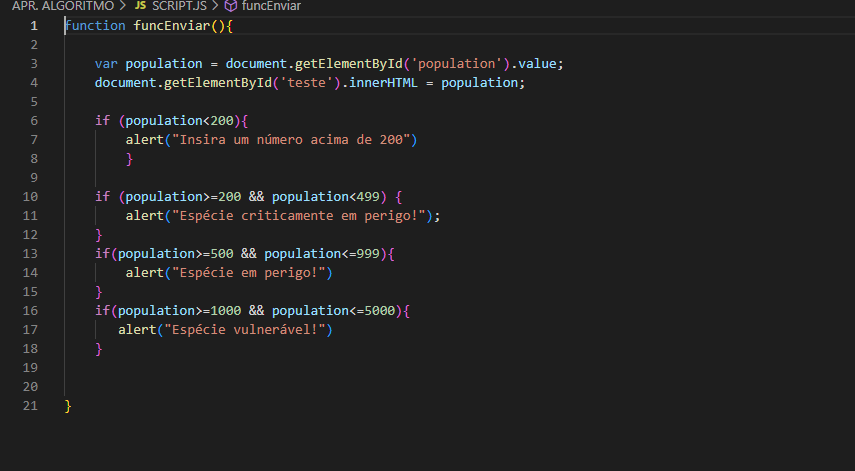 APR. ALGORITMO > JS SCRIPT.JS > funcEnviar
1 function funcEnviar(){
2
3 var population = document.getElementById('population').value;
4 document.getElementById('teste').innerHTML = population;
5
6 if (population<200){
7 alert("Insira um número acima de 200")
8 }
9
10 if (population>=200 && population<499) {
11 alert("Espécie criticamente em perigo!");
12 }
13 if(population>=500 && population<=999){
14 alert("Espécie em perigo!")
15 }
16 if(population>=1000 && population<=5000){
17 alert("Espécie vulnerável!")
18 }
19
20
21 }